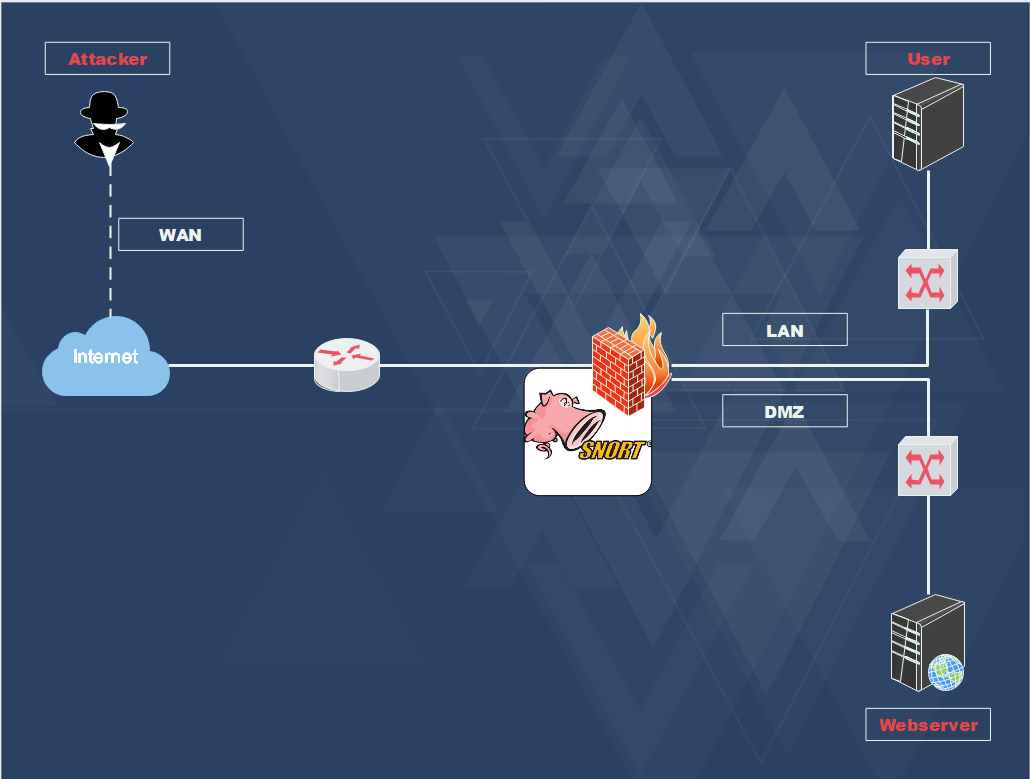 Attacker
User
WAN
LAN
Internet
DMZ
SNORT
Webserver